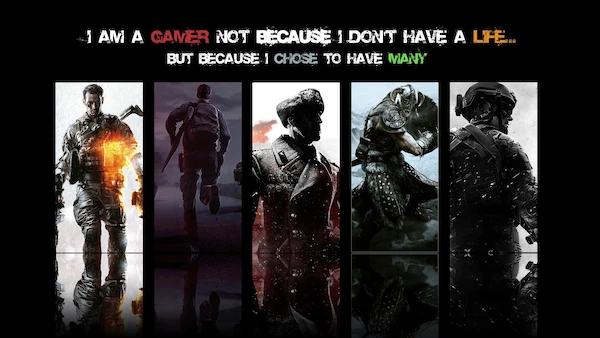 I AM A GAMER NOT BECAUSE I DON'T HAVE A LIFE...
BUT BECAUSE I CHOSE TO HAVE MANY